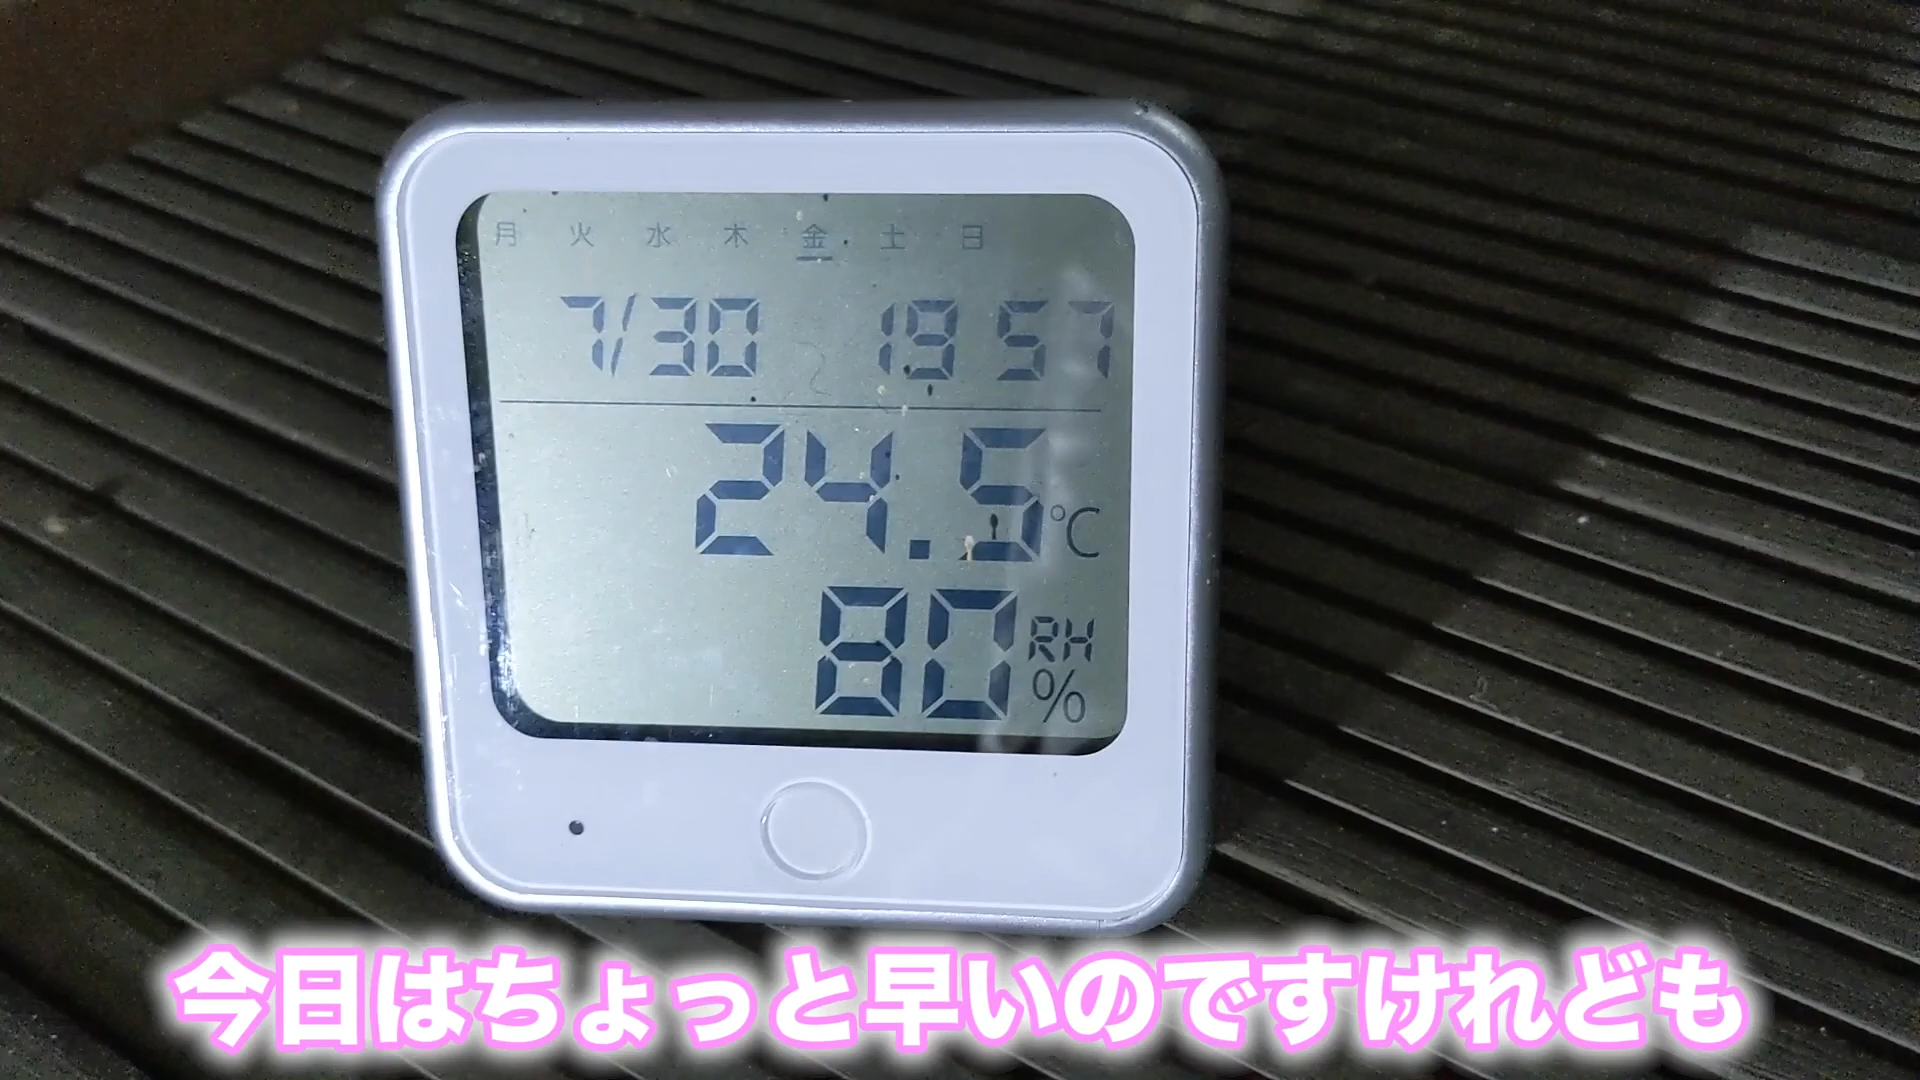 月 火 水 木 金 土 日
7/30 19 57
24.5 ℃
80 RH %
今日はちょっと早いのですけれども